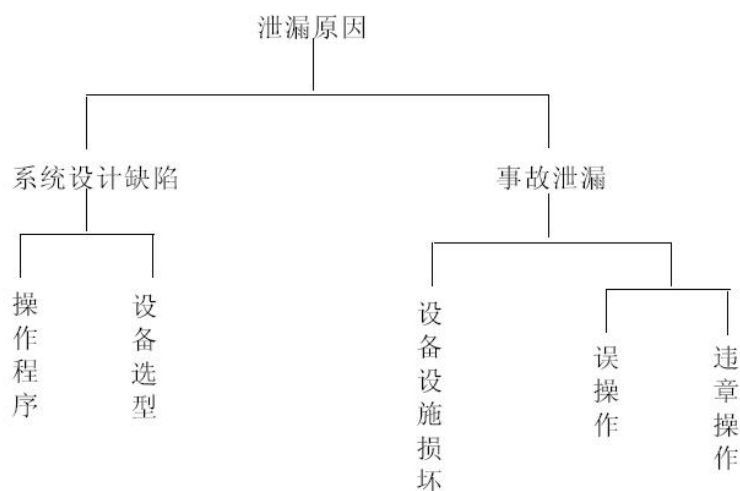 泄漏原因
系统设计缺陷
事故泄漏
操作程序
设备选型
设备设施损坏
误操作
违章操作